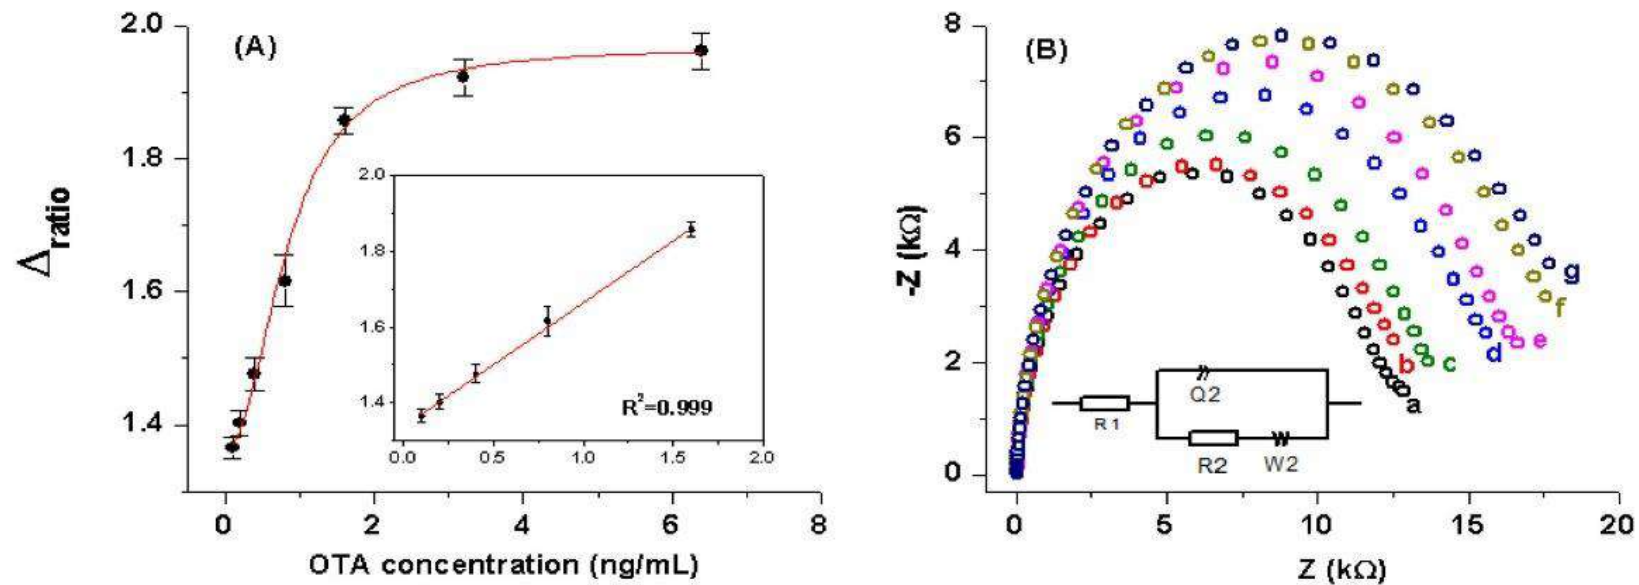 (A)
2.0
1.8
1.6
1.4
Δratio
0
2
4
6
8
OTA concentration (ng/mL)
2.0
1.8
1.6
1.4
0.0
0.5
1.0
1.5
2.0
R²=0.999
(B)
8
6
4
2
0
-Z (kΩ)
0
5
10
15
20
Z (kΩ)
g
f
e
d
c
b
a
Q2
R1
R2
W2